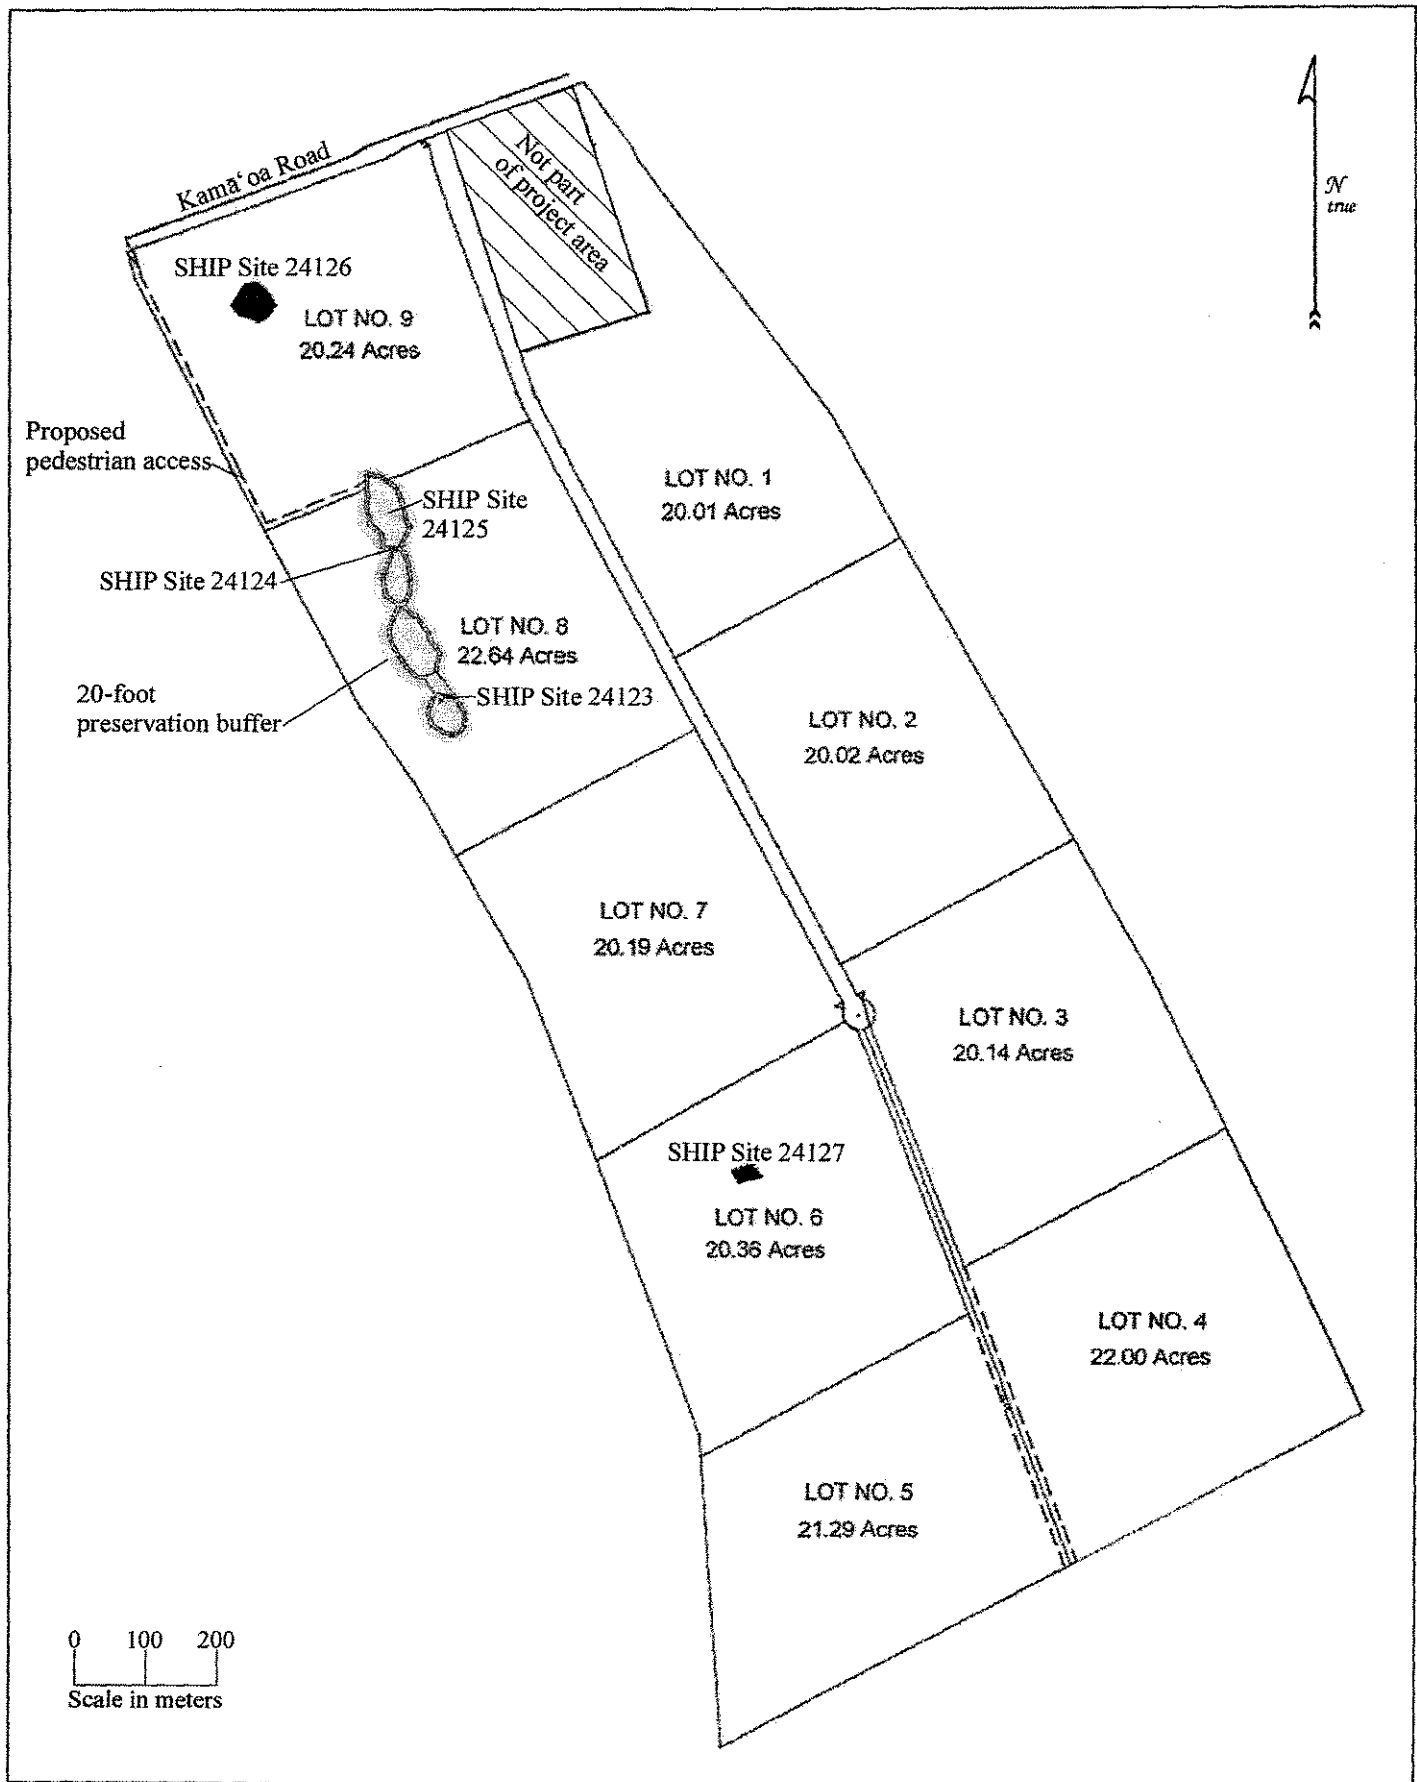 Kamā‘oa Road
Not part
of project area
N
true
SHIP Site 24126
LOT NO. 9
20.24 Acres
Proposed
pedestrian access
LOT NO. 1
20.01 Acres
SHIP Site
24125
SHIP Site 24124
LOT NO. 8
22.64 Acres
20-foot
preservation buffer
SHIP Site 24123
LOT NO. 2
20.02 Acres
LOT NO. 7
20.19 Acres
LOT NO. 3
20.14 Acres
SHIP Site 24127
LOT NO. 6
20.36 Acres
LOT NO. 4
22.00 Acres
LOT NO. 5
21.29 Acres
0 100 200
Scale in meters